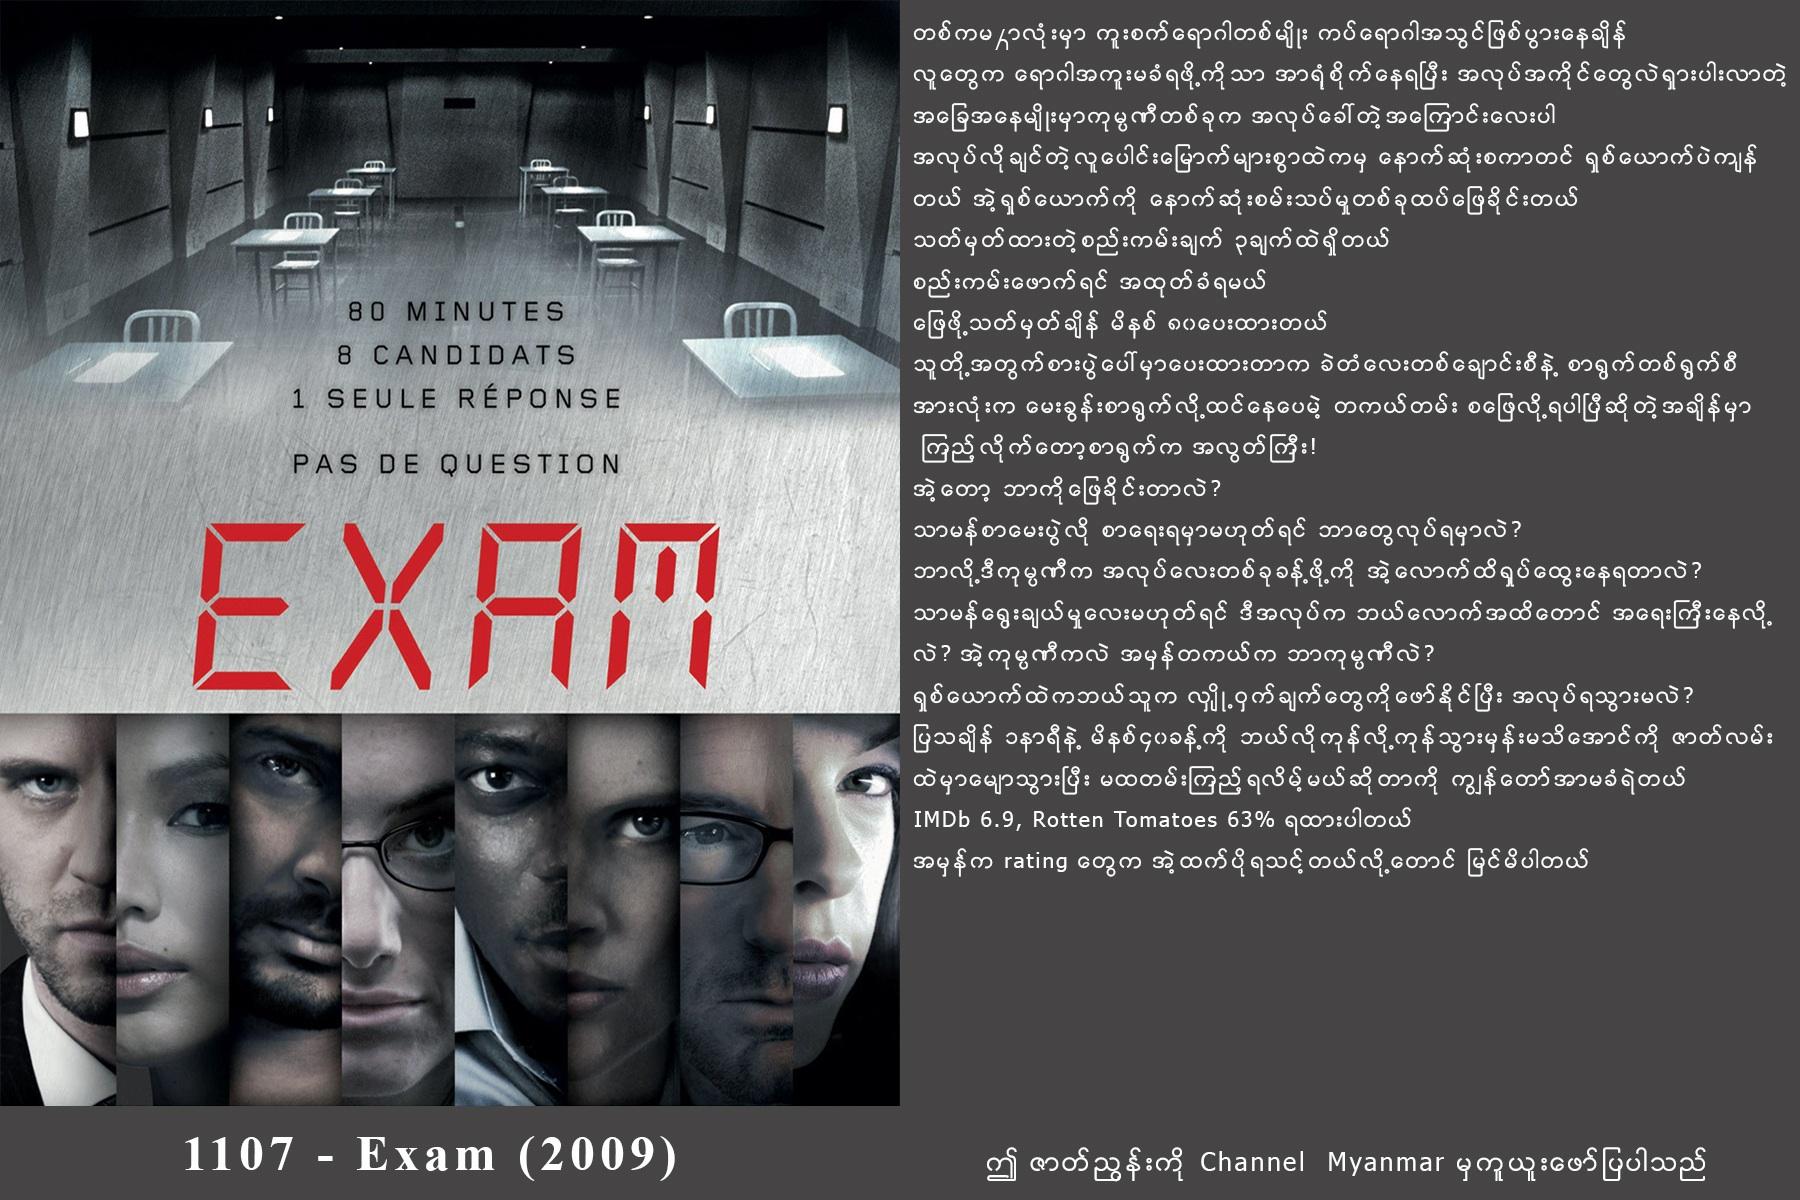 80 MINUTES
8 CANDIDATS
1 SEULE RÉPONSE
PAS DE QUESTION
EXAM
1107 - Exam (2009)
တစ်ကမ္ဘာလုံးမှာ ကူးစက်ရောဂါတစ်မျိုး ကပ်ရောဂါအသွင်ဖြစ်ပွားနေချိန်
လူတွေက ရောဂါအကူးမခံရဖို့ကိုသာ အာရုံစိုက်နေရပြီး အလုပ်အကိုင်တွေလဲရှားပါးလာတဲ့
အခြေအနေမျိုးမှာကုမ္ပဏီတစ်ခုက အလုပ်ခေါ်တဲ့အကြောင်းလေးပါ
အလုပ်လိုချင်တဲ့လူပေါင်းမြောက်များစွာထဲကမှ နောက်ဆုံးစကာတင် ရှစ်ယောက်ပဲကျန်
တယ် အဲ့ရှစ်ယောက်ကို နောက်ဆုံးစမ်းသပ်မှုတစ်ခုထပ်ဖြေခိုင်းတယ်
သတ်မှတ်ထားတဲ့စည်းကမ်းချက် ၃ချက်ထဲရှိတယ်
စည်းကမ်းဖောက်ရင် အထုတ်ခံရမယ်
ဖြေဖို့သတ်မှတ်ချိန် မိနစ် ၈၀ပေးထားတယ်
သူတို့အတွက်စားပွဲပေါ်မှာပေးထားတာက ခဲတံလေးတစ်ချောင်းစီနဲ့ စာရွက်တစ်ရွက်စီ
အားလုံးက မေးခွန်းစာရွက်လို့ထင်နေပေမဲ့ တကယ်တမ်း စဖြေလို့ရပါပြီဆိုတဲ့အချိန်မှာ
ကြည့်လိုက်တော့စာရွက်က အလွတ်ကြီး!
အဲ့တော့ ဘာကိုဖြေခိုင်းတာလဲ?
သာမန်စာမေးပွဲလို စာရေးရမှာမဟုတ်ရင် ဘာတွေလုပ်ရမှာလဲ?
ဘာလို့ဒီကုမ္ပဏီက အလုပ်လေးတစ်ခုခန့်ဖို့ကို အဲ့လောက်ထိရှုပ်ထွေးနေရတာလဲ?
သာမန်ရွေးချယ်မှုလေးမဟုတ်ရင် ဒီအလုပ်က ဘယ်လောက်အထိတောင် အရေးကြီးနေလို့
လဲ? အဲ့ကုမ္ပဏီကလဲ အမှန်တကယ်က ဘာကုမ္ပဏီလဲ?
ရှစ်ယောက်ထဲကဘယ်သူက လျှို့ဝှက်ချက်တွေကိုဖော်နိုင်ပြီး အလုပ်ရသွားမလဲ?
ပြသချိန် ၁နာရီနဲ့ မိနစ်၄၀ခန့်ကို ဘယ်လိုကုန်လို့ကုန်သွားမှန်းမသိအောင်ကို ဇာတ်လမ်း
ထဲမှာမျောသွားပြီး မထတမ်းကြည့်ရလိမ့်မယ်ဆိုတာကို ကျွန်တော်အာမခံရဲတယ်
IMDb 6.9, Rotten Tomatoes 63% ရထားပါတယ်
အမှန်က rating တွေက အဲ့ထက်ပိုရသင့်တယ်လို့တောင် မြင်မိပါတယ်
ဤ ဇာတ်ညွှန်းကို Channel Myanmar မှကူယူးဖော်ပြပါသည်